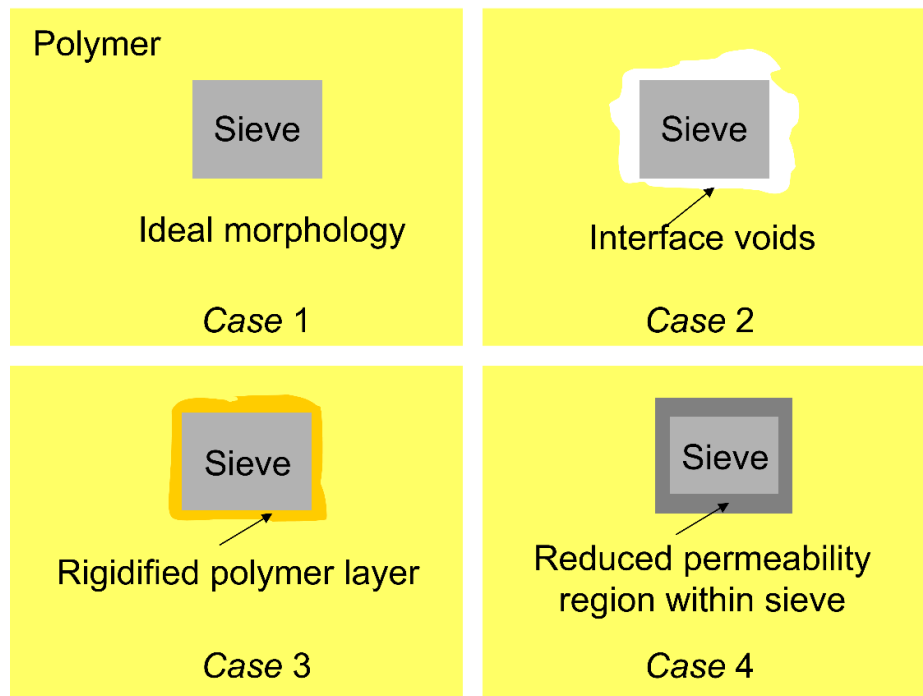 Polymer
Sieve
Ideal morphology
Case 1
Sieve
Interface voids
Case 2
Sieve
Rigidified polymer layer
Case 3
Sieve
Reduced permeability
region within sieve
Case 4